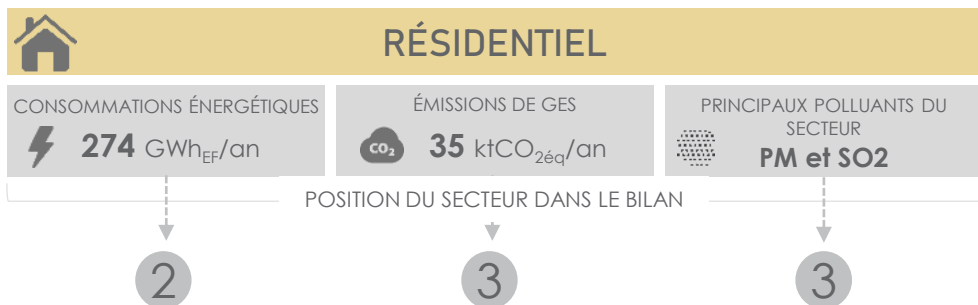 RÉSIDENTIEL
CONSOMMATIONS ÉNERGÉTIQUES
274 GWhEF/an
ÉMISSIONS DE GES
CO2 35 ktCO2éq/an
PRINCIPAUX POLLUANTS DU
SECTEUR
PM et SO2
POSITION DU SECTEUR DANS LE BILAN
2
3
3